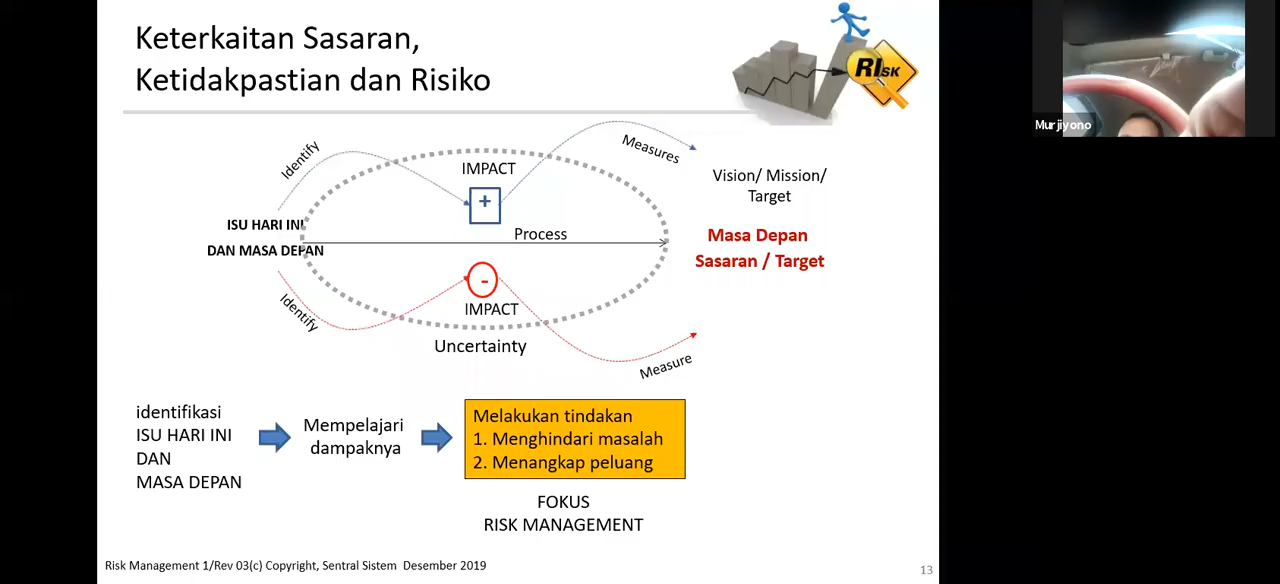 Keterkaitan Sasaran,
Ketidakpastian dan Risiko
RISK
Murjiyono
Identify
IMPACT
+
Measures
Vision/ Mission/
Target
ISU HARI INI
DAN MASA DEPAN
Process
Masa Depan
Sasaran / Target
-
IMPACT
Identify
Uncertainty
Measure
identifikasi
ISU HARI INI
DAN
MASA DEPAN
Mempelajari
dampaknya
Melakukan tindakan
1. Menghindari masalah
2. Menangkap peluang
FOKUS
RISK MANAGEMENT
Risk Management 1/Rev 03(c) Copyright, Sentral Sistem Desember 2019
13